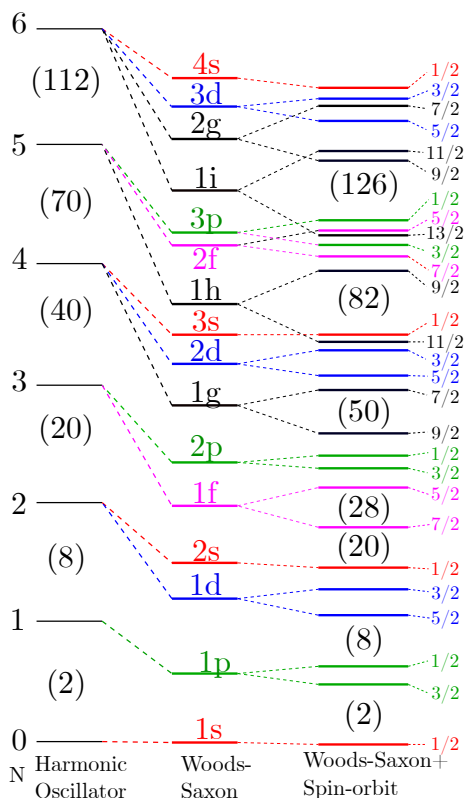 6
4s 1/2
(112) 3d 3/2
2g 7/2
5/2
5 11/2
1i 9/2
(126)
(70) 1/2
3p 5/2
13/2
2f 3/2
4 7/2
1h 9/2
(82)
(40)
3s 1/2
11/2
2d 3/2
5/2
3
1g 7/2
(50)
(20) 9/2
2p 1/2
3/2
1f 5/2
2 (28)
7/2
(20)
2s
(8) 1/2
1d 3/2
5/2
1
(8)
1p 1/2
(2) 3/2
(2)
0 1s 1/2
N Harmonic Woods- Woods-Saxon+
Oscillator Saxon Spin-orbit